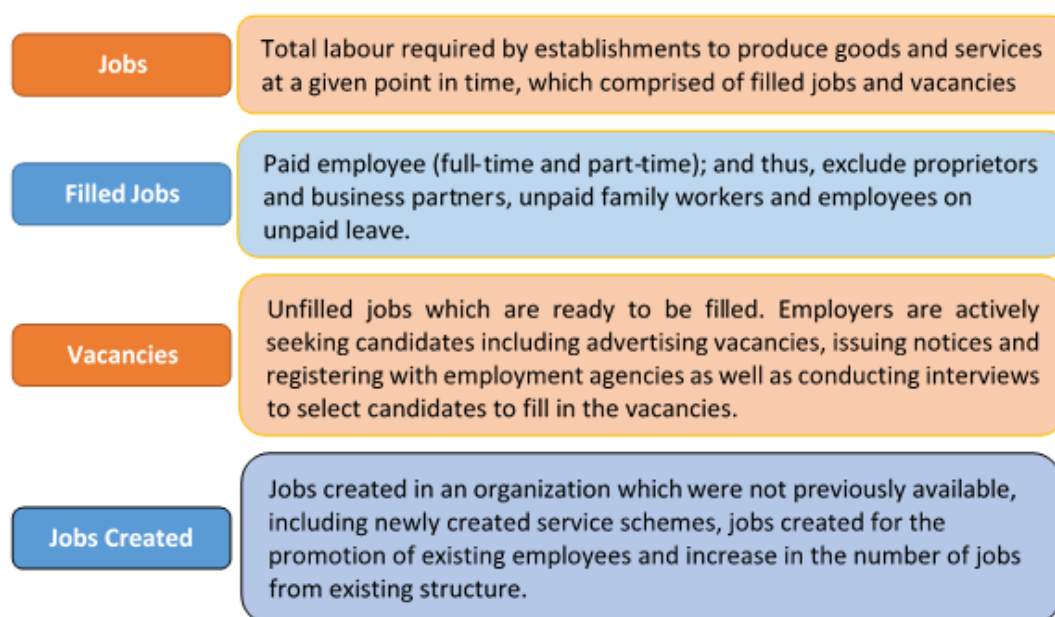 Jobs
Total labour required by establishments to produce goods and services
at a given point in time, which comprised of filled jobs and vacancies
Filled Jobs
Paid employee (full-time and part-time); and thus, exclude proprietors
and business partners, unpaid family workers and employees on
unpaid leave.
Vacancies
Unfilled jobs which are ready to be filled. Employers are actively
seeking candidates including advertising vacancies, issuing notices and
registering with employment agencies as well as conducting interviews
to select candidates to fill in the vacancies.
Jobs Created
Jobs created in an organization which were not previously available,
including newly created service schemes, jobs created for the
promotion of existing employees and increase in the number of jobs
from existing structure.